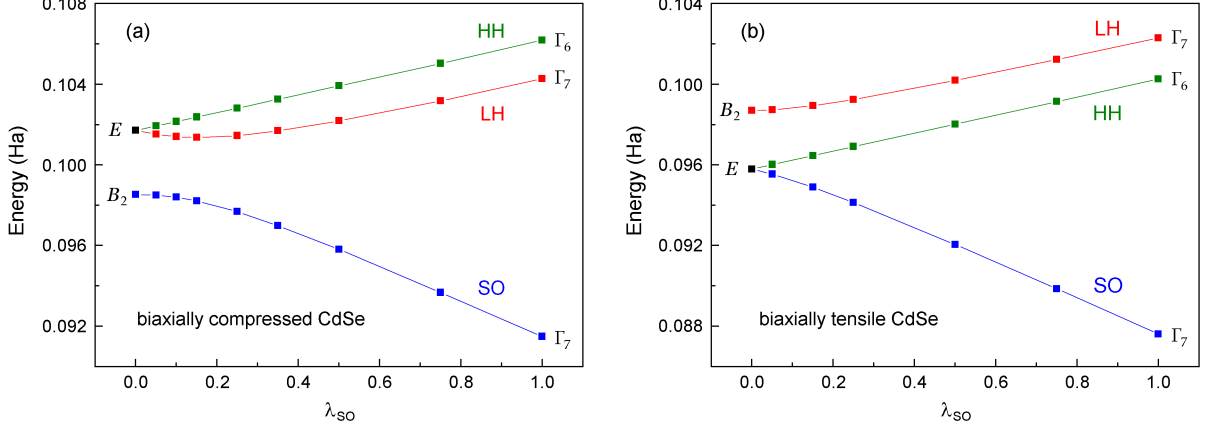 0.108
0.104
0.100
0.096
0.092
Energy (Ha)
(a)
HH
Γ6
Γ7
LH
E
B2
SO
Γ7
biaxially compressed CdSe
0.0 0.2 0.4 0.6 0.8 1.0
λSO
0.104
0.100
0.096
0.092
0.088
Energy (Ha)
(b)
LH
Γ7
Γ6
B2
HH
E
SO
biaxially tensile CdSe
Γ7
0.0 0.2 0.4 0.6 0.8 1.0
λSO